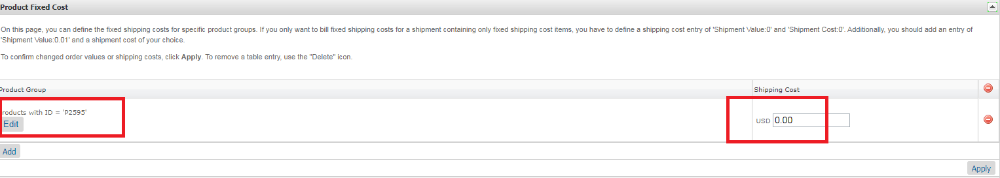 Product Fixed Cost
On this page, you can define the fixed shipping costs for specific product groups. If you only want to bill fixed shipping costs for a shipment containing only fixed shipping cost items, you have to define a shipping cost entry of 'Shipment Value:0' and 'Shipment Cost:0'. Additionally, you should add an entry of
'Shipment Value:0.01' and a shipment cost of your choice.
To confirm changed order values or shipping costs, click Apply. To remove a table entry, use the "Delete" icon.
Product Group Shipping Cost
roducts with ID = 'P2595'
Edit
USD 0.00
Add
Apply